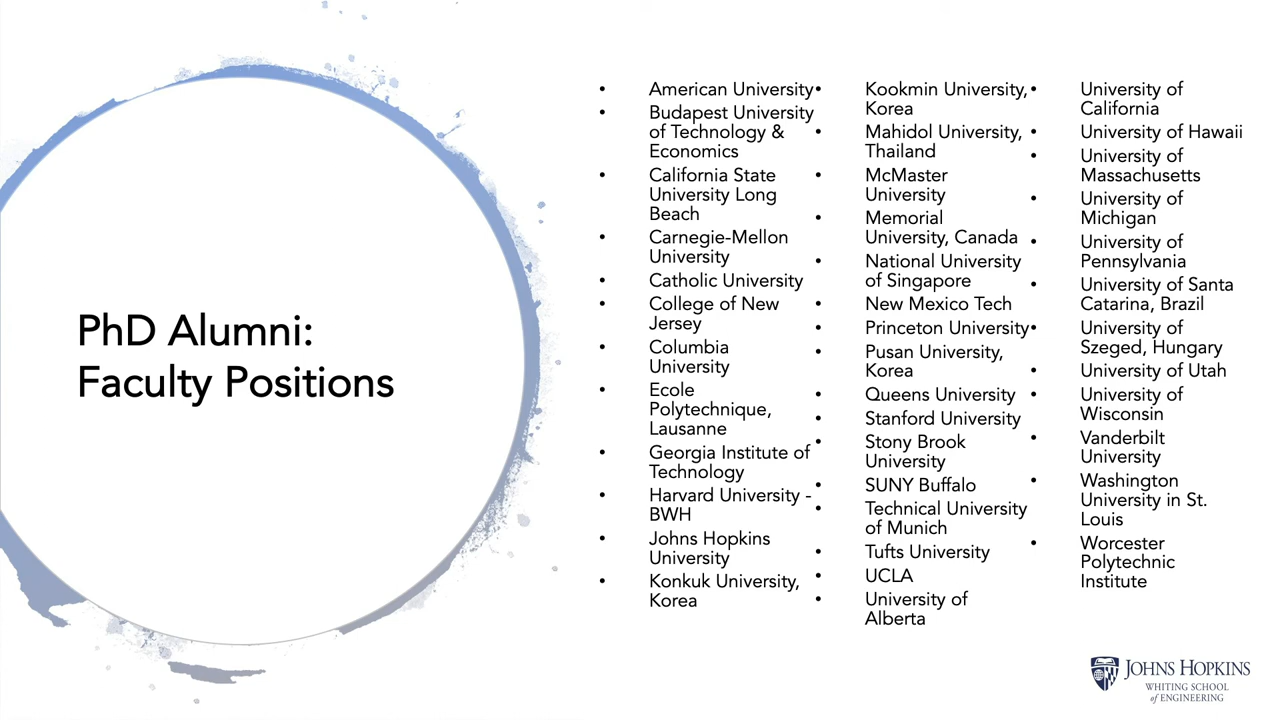 PhD Alumni:
Faculty Positions
• American University
• Budapest University
of Technology &
Economics
• California State
University Long
Beach
• Carnegie-Mellon
University
• Catholic University
• College of New
Jersey
• Columbia
University
• Ecole
Polytechnique,
Lausanne
• Georgia Institute of
Technology
• Harvard University -
BWH
• Johns Hopkins
University
• Konkuk University,
Korea
• Kookmin University,
Korea
• Mahidol University,
Thailand
• McMaster
University
• Memorial
University, Canada
• National University
of Singapore
• New Mexico Tech
• Princeton University
• Pusan University,
Korea
• Queens University
• Stanford University
• Stony Brook
University
• SUNY Buffalo
• Technical University
of Munich
• Tufts University
• UCLA
• University of
Alberta
• University of
California
• University of Hawaii
• University of
Massachusetts
• University of
Michigan
• University of
Pennsylvania
• University of Santa
Catarina, Brazil
• University of
Szeged, Hungary
• University of Utah
• University of
Wisconsin
• Vanderbilt
University
• Washington
University in St.
Louis
• Worcester
Polytechnic
Institute
JOHNS HOPKINS
WHITING SCHOOL
of ENGINEERING